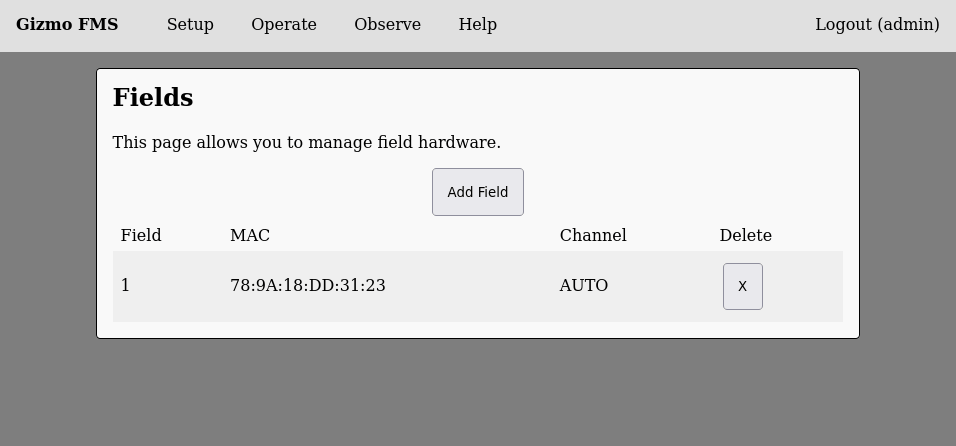 Gizmo FMS Setup Operate Observe Help Logout (admin)
Fields
This page allows you to manage field hardware.
Add Field
Field MAC Channel Delete
1 78:9A:18:DD:31:23 AUTO X